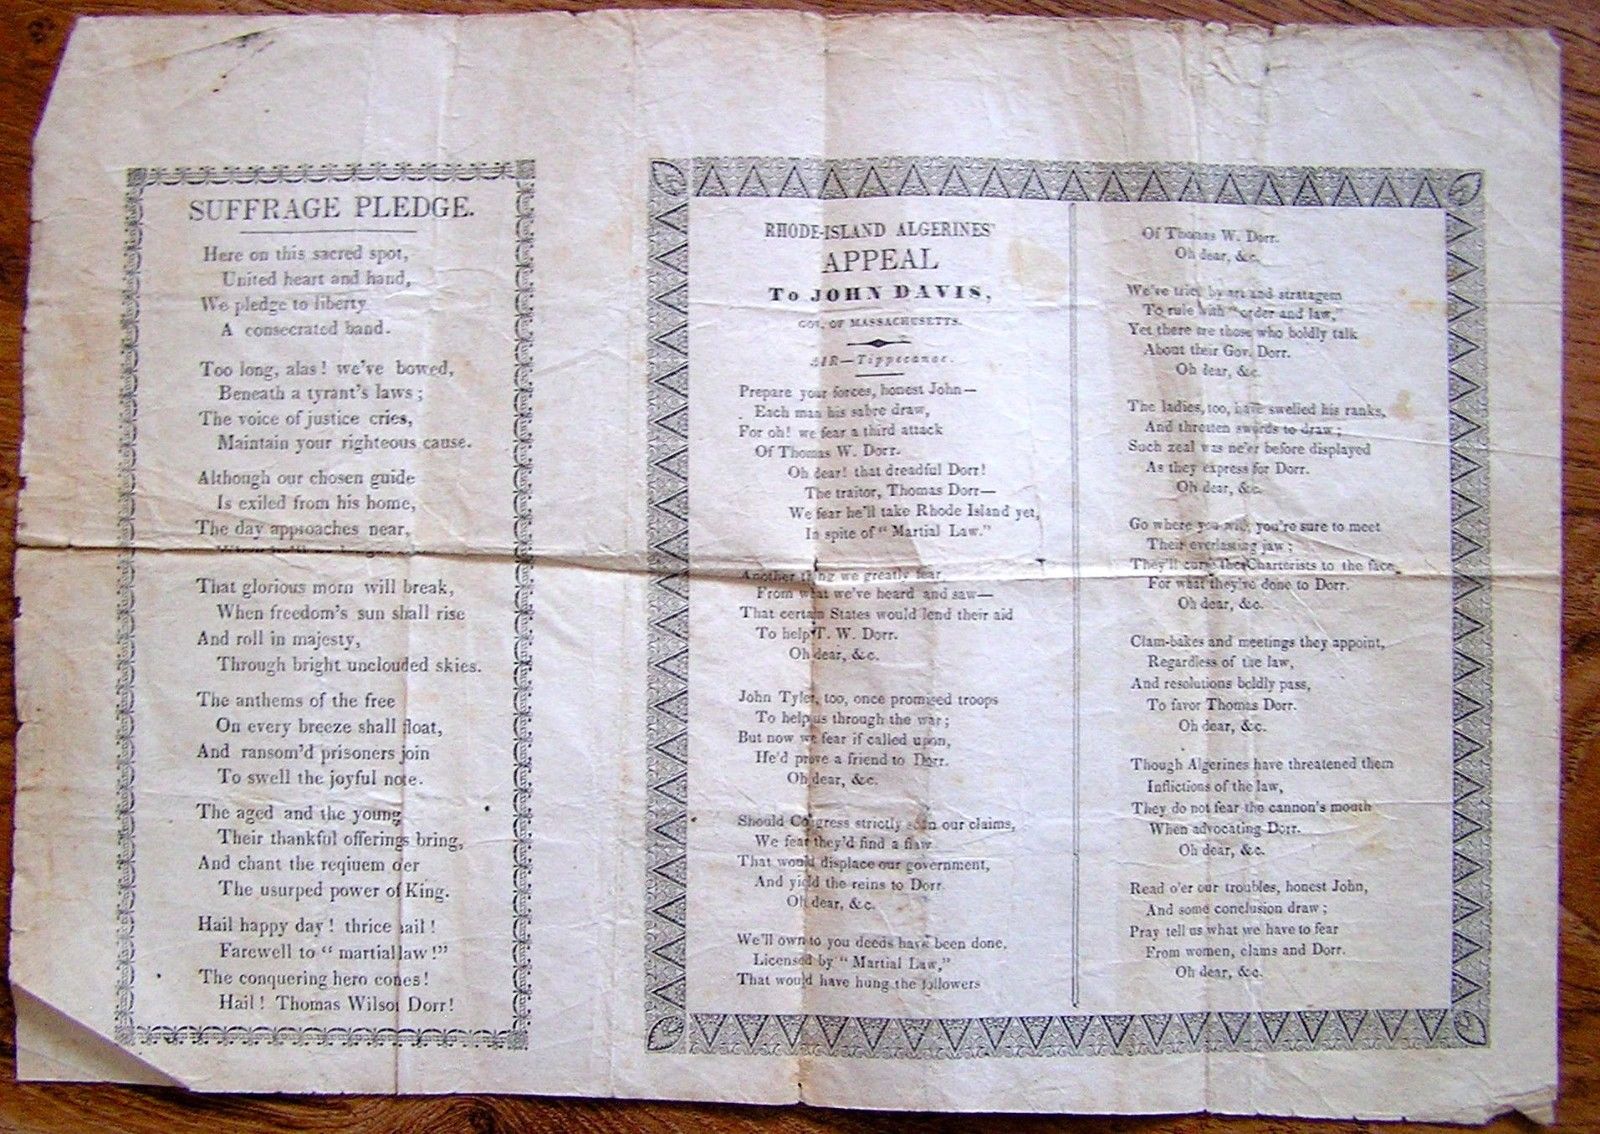 SUFFRAGE PLEDGE.
Here on this sacred spot,
United heart and hand,
We pledge to liberty
A consecrated band.
Too long, alas! we've bowed,
Beneath a tyrant's laws;
The voice of justice cries,
Maintain your righteous cause.
Although our chosen guide
Is exiled from his home,
The day approaches near,
That glorious morn will break,
When freedom's sun shall rise
And roll in majesty,
Through bright unclouded skies.
The anthems of the free
On every breeze shall float,
And ransom'd prisoners join
To swell the joyful note.
The aged and the young
Their thankful offerings bring,
And chant the reqiuem o'er
The usurped power of King.
Hail happy day! thrice hail!
Farewell to "martial law!"
The conquering hero comes!
Hail! Thomas Wilson Dorr!
RHODE-ISLAND ALGERINES'
APPEAL
To JOHN DAVIS,
GOV. OF MASSACHUSETTS.
AIR—Tippecanoe.
Prepare your forces, honest John—
Each man his sabre draw,
For oh! we fear a third attack
Of Thomas W. Dorr.
Oh dear! that dreadful Dorr!
The traitor, Thomas Dorr—
We fear he'll take Rhode Island yet,
In spite of "Martial Law."
Another thing we greatly fear,
From what we've heard and saw—
That certain States would lend their aid
To help T. W. Dorr.
Oh dear, &c.
John Tyler, too, once promised troops
To help us through the war;
But now we fear if called upon,
He'd prove a friend to Dorr.
Oh dear, &c.
Should Congress strictly scan our claims,
We fear they'd find a flaw
That would displace our government,
And yield the reins to Dorr.
Oh dear, &c.
We'll own to you deeds have been done,
Licensed by "Martial Law,"
That would have hung the followers
Of Thomas W. Dorr.
Oh dear, &c.
We've tried by art and stratagem
To rule with "order and law,"
Yet there are those who boldly talk
About their Gov. Dorr.
Oh dear, &c.
The ladies, too, have swelled his ranks,
And threaten swords to draw;
Such zeal was ne'er before displayed
As they express for Dorr.
Oh dear, &c.
Go where you will, you're sure to meet
Their everlasting jaw;
They'll curse the Charterists to the face
For what they've done to Dorr.
Oh dear, &c.
Clam-bakes and meetings they appoint,
Regardless of the law,
And resolutions boldly pass,
To favor Thomas Dorr.
Oh dear, &c.
Though Algerines have threatened them
Inflictions of the law,
They do not fear the cannon's mouth
When advocating Dorr.
Oh dear, &c.
Read o'er our troubles, honest John,
And some conclusion draw;
Pray tell us what we have to fear
From women, clams and Dorr.
Oh dear, &c.